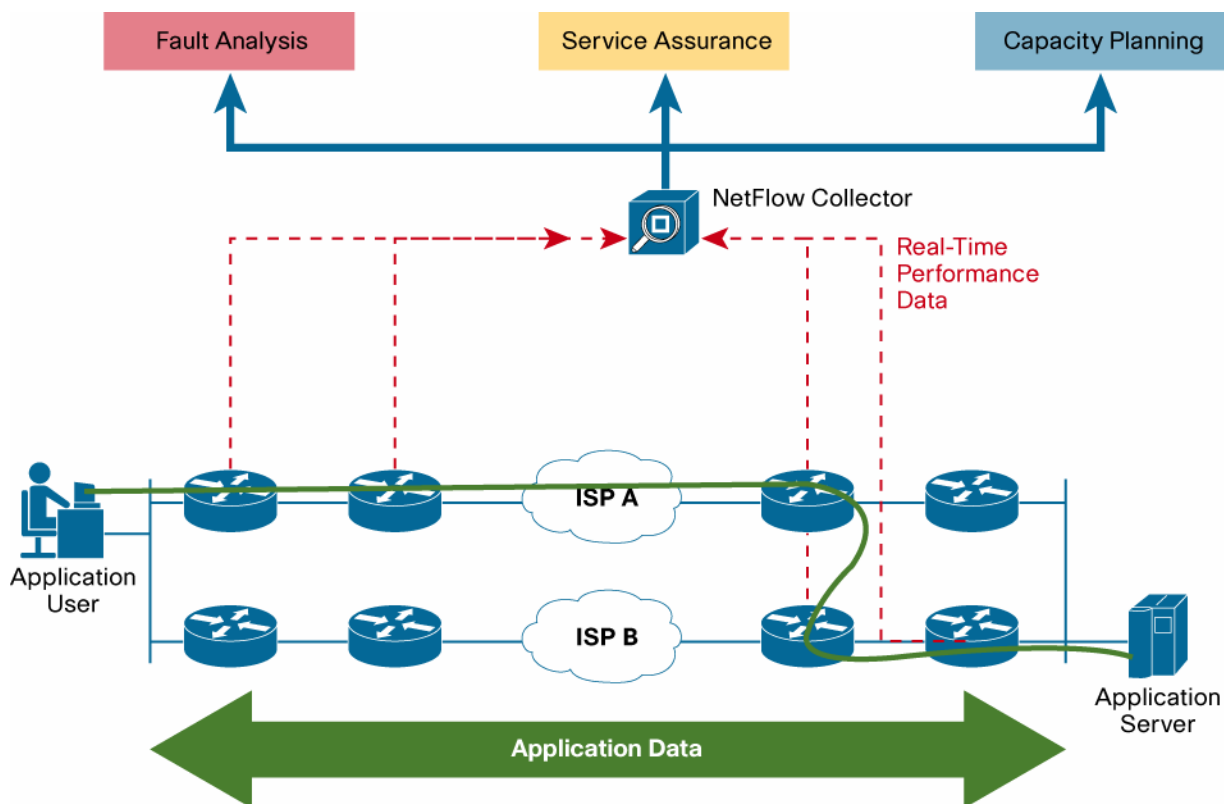 Fault Analysis
Service Assurance
Capacity Planning
NetFlow Collector
Real-Time
Performance
Data
ISP A
Application
User
ISP B
Application
Server
Application Data